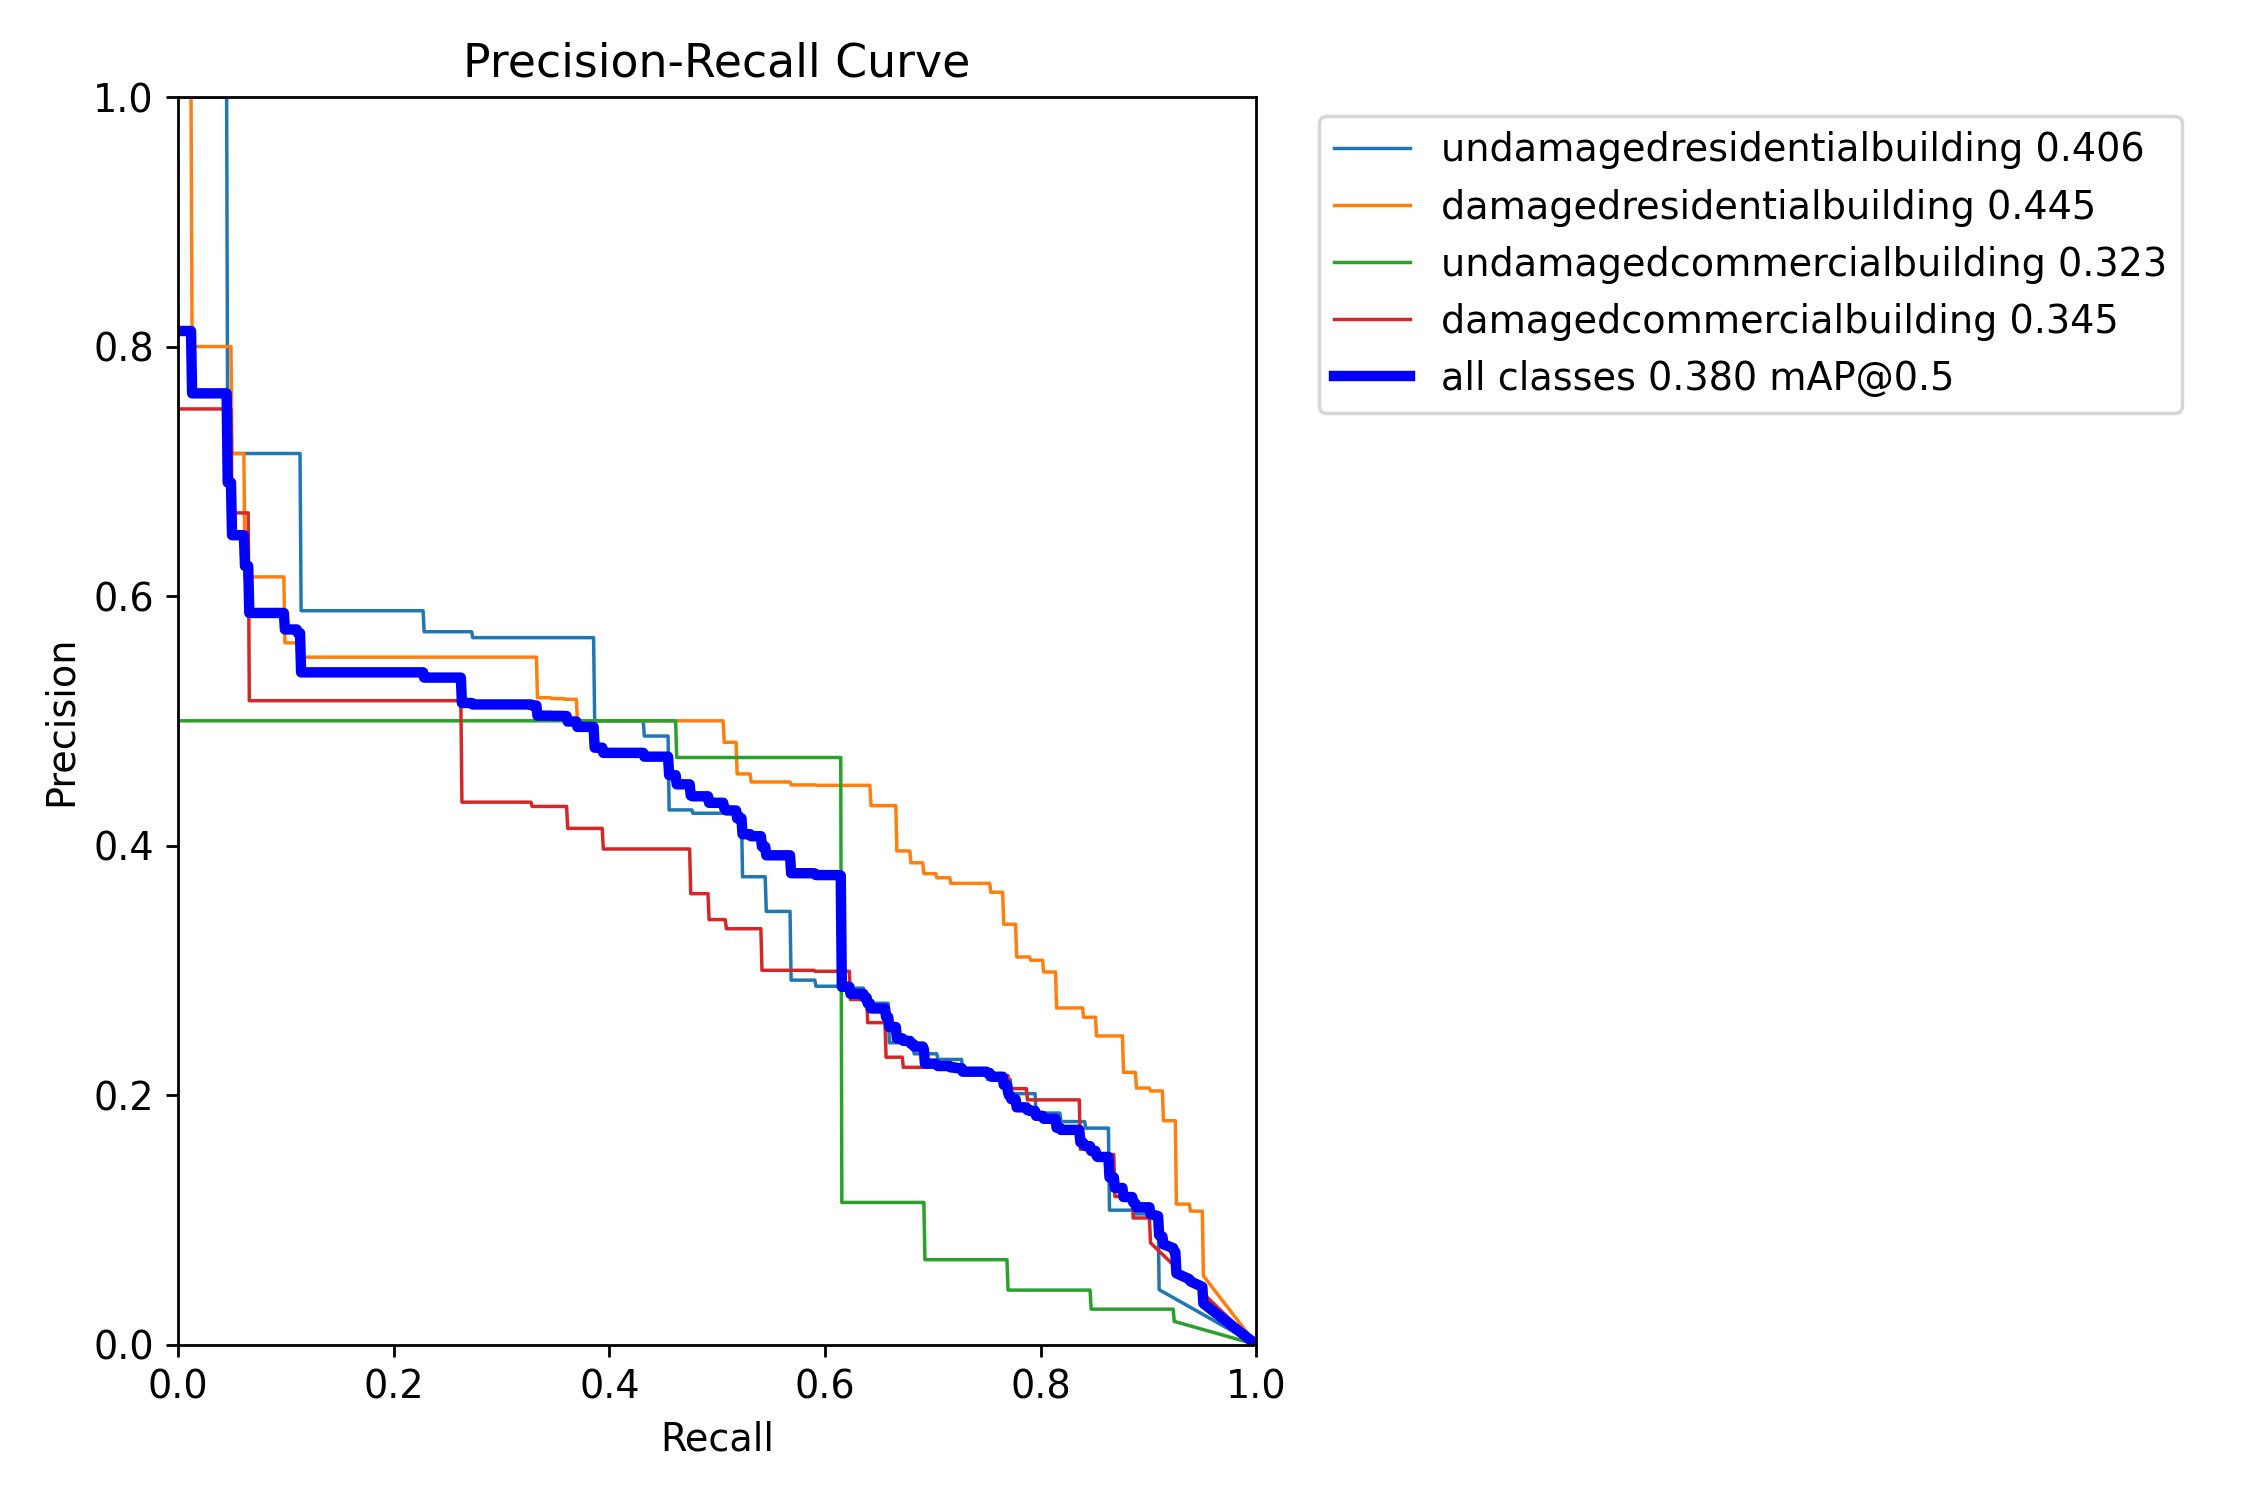 Precision-Recall Curve
1.0
0.8
0.6
0.4
0.2
0.0
Precision
0.0 0.2 0.4 0.6 0.8 1.0
Recall
undamagedresidentialbuilding 0.406
damagedresidentialbuilding 0.445
undamagedcommercialbuilding 0.323
damagedcommercialbuilding 0.345
all classes 0.380 mAP@0.5